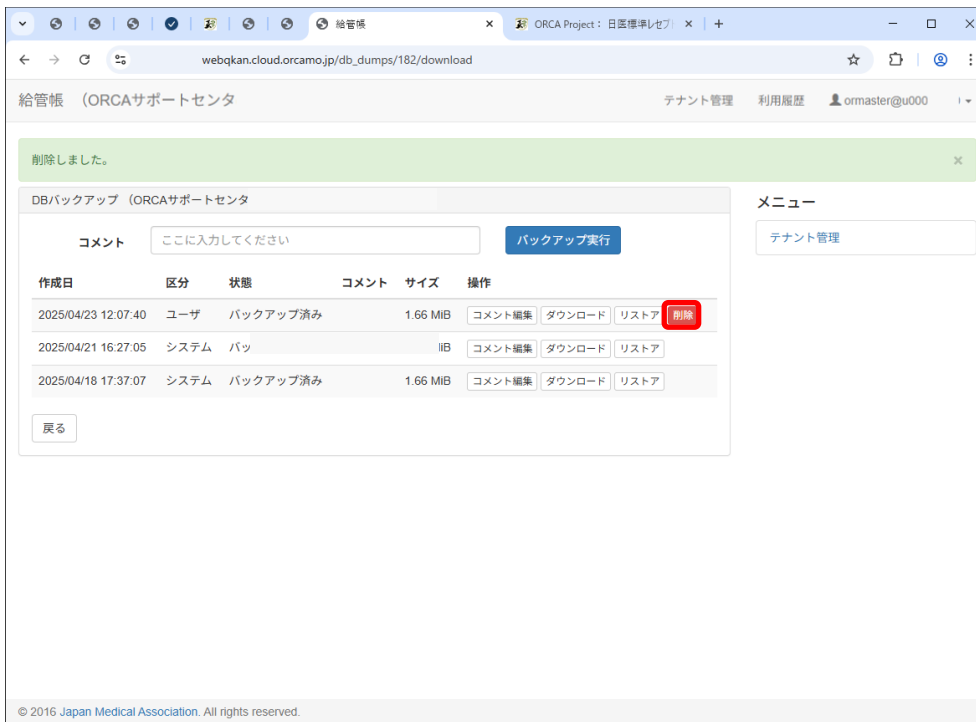 給管帳
ORCA Project： 日医標準レセプ
webqkan.cloud.orcamo.jp/db_dumps/182/download
給管帳 （ORCAサポートセンタ テナント管理 利用履歴 ormaster@u000
削除しました。 ×
DBバックアップ （ORCAサポートセンタ
コメント ここに入力してください バックアップ実行
作成日 区分 状態 コメント サイズ 操作
2025/04/23 12:07:40 ユーザ バックアップ済み 1.66 MiB コメント編集 ダウンロード リストア 削除
2025/04/21 16:27:05 システム バッ iB コメント編集 ダウンロード リストア
2025/04/18 17:37:07 システム バックアップ済み 1.66 MiB コメント編集 ダウンロード リストア
戻る
メニュー
テナント管理
© 2016 Japan Medical Association. All rights reserved.